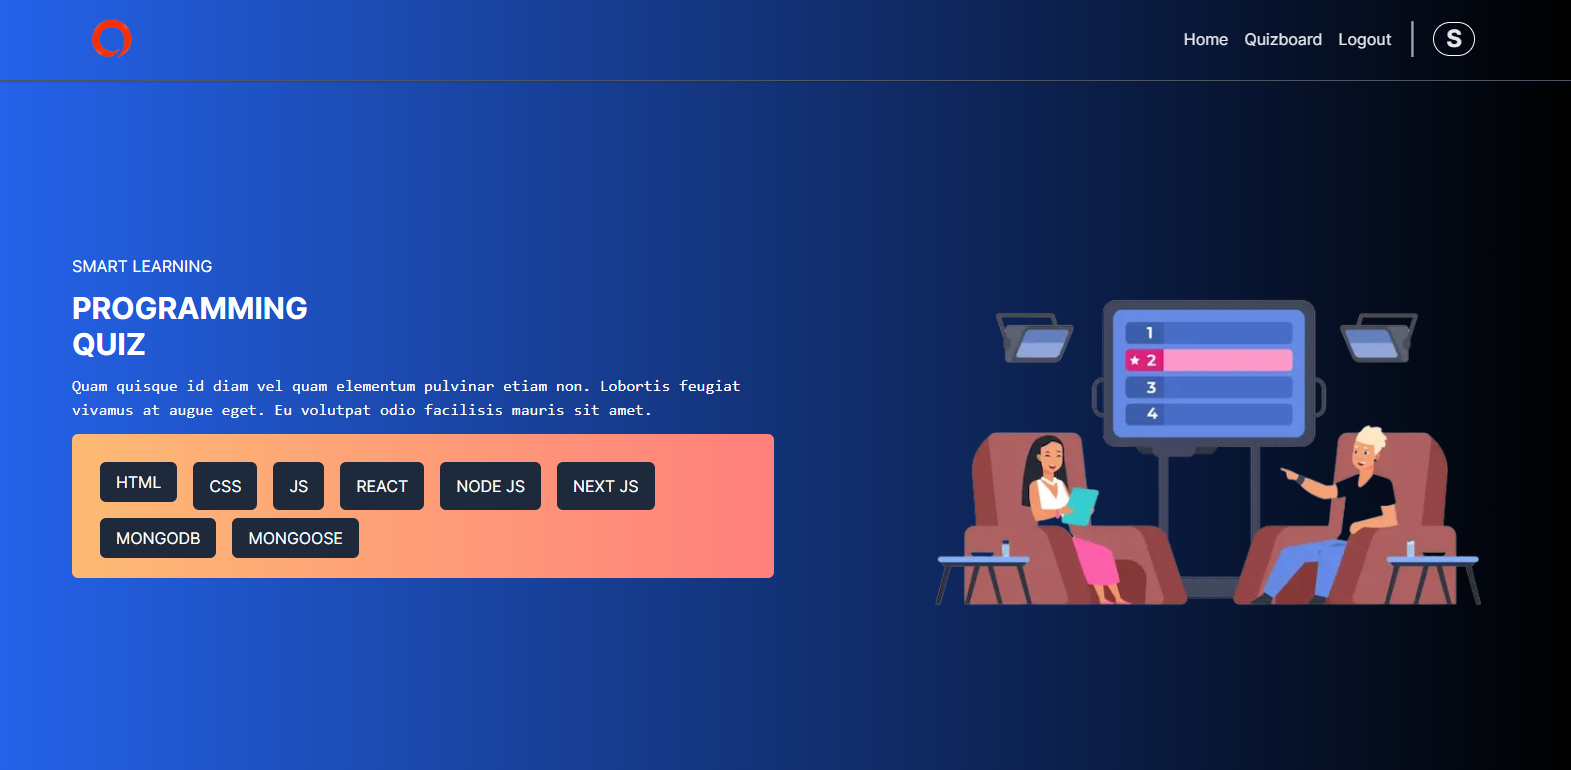 Home Quizboard Logout S
SMART LEARNING
PROGRAMMING
QUIZ
Quam quisque id diam vel quam elementum pulvinar etiam non. Lobortis feugiat
vivamus at augue eget. Eu volutpat odio facilisis mauris sit amet.
HTML CSS JS REACT NODE JS NEXT JS
MONGODB MONGOOSE
1
2
3
4